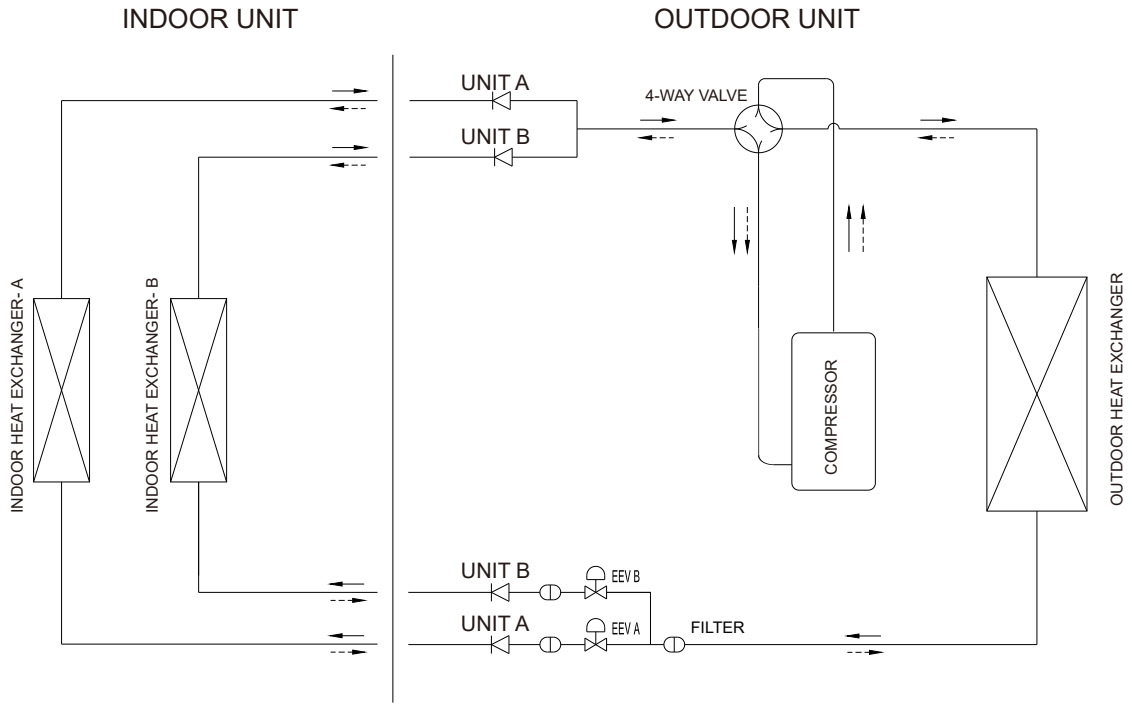 INDOOR UNIT
OUTDOOR UNIT
UNIT A
4-WAY VALVE
UNIT B
INDOOR HEAT EXCHANGER- A
INDOOR HEAT EXCHANGER- B
COMPRESSOR
OUTDOOR HEAT EXCHANGER
UNIT B
EEV B
UNIT A
EEV A
FILTER